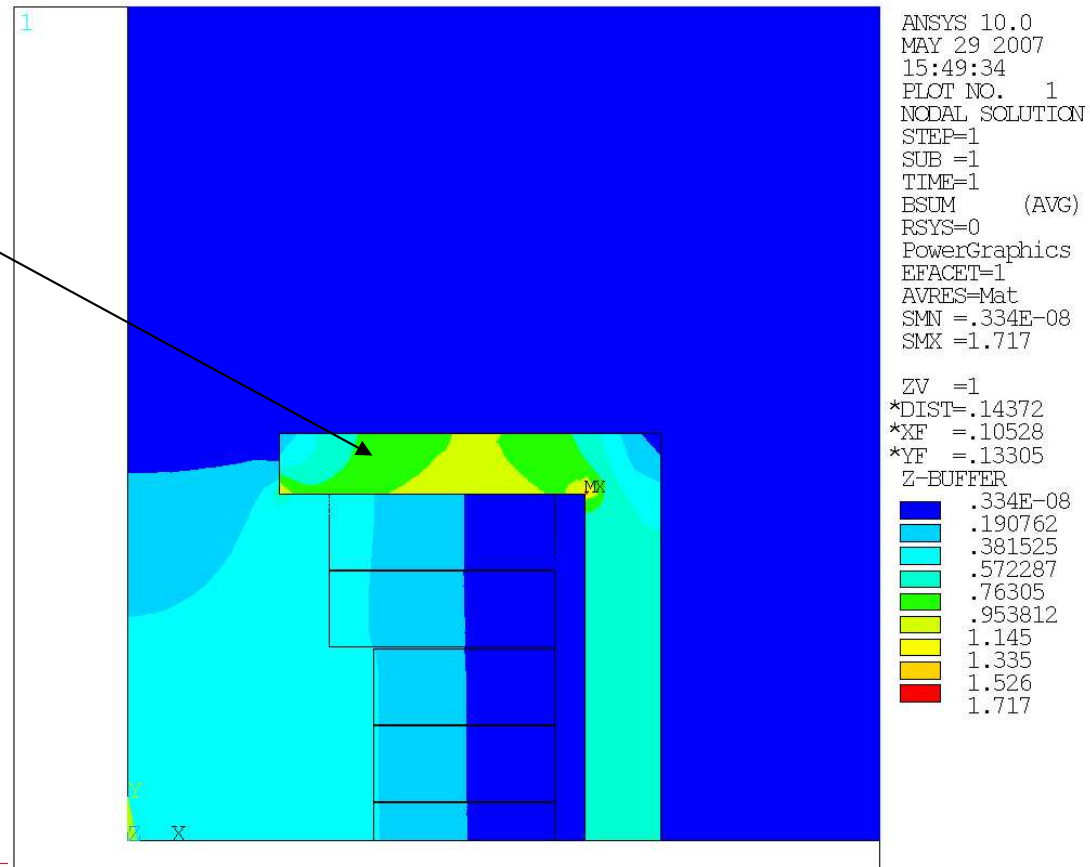 1
ANSYS 10.0
MAY 29 2007
15:49:34
PLOT NO.   1
NODAL SOLUTION
STEP=1
SUB =1
TIME=1
BSUM     (AVG)
RSYS=0
PowerGraphics
EFACET=1
AVRES=Mat
SMN =.334E-08
SMX =1.717
ZV  =1
*DIST=.14372
*XF  =.10528
*YF  =.13305
Z-BUFFER
.334E-08
.190762
.381525
.572287
.76305
.953812
1.145
1.335
1.526
1.717
MX
Y
Z X